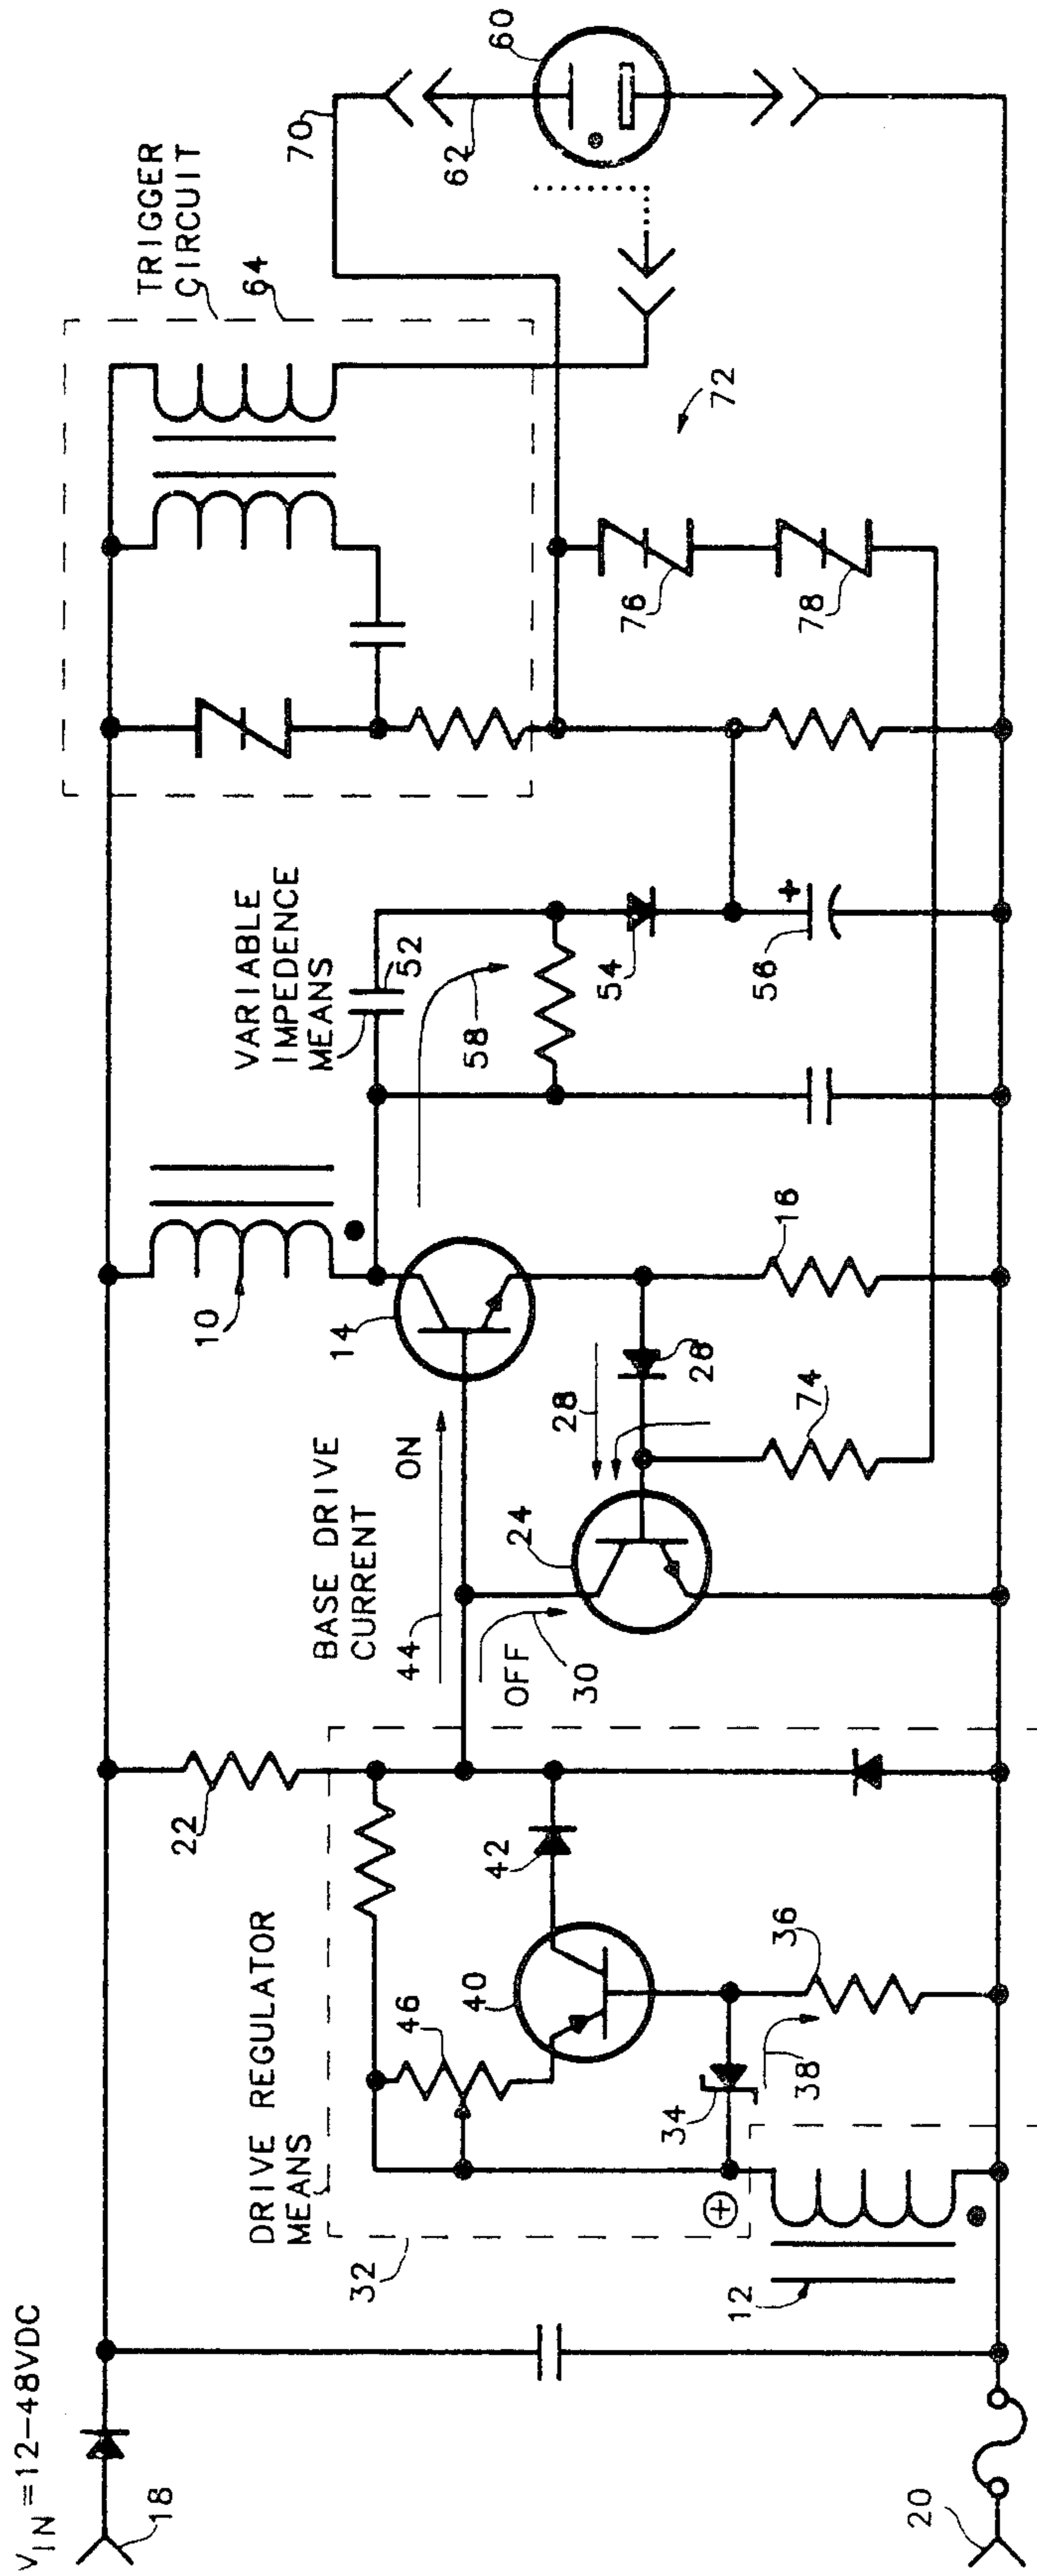 V IN =12-48VDC
18
20
12
32
DRIVE REGULATOR
MEANS
34
38
36
46
40
42
22
BASE DRIVE
CURRENT
44
ON
OFF
30
24
28
28
74
16
14
10
VARIABLE
IMPEDENCE
MEANS
52
58
54
56
TRIGGER
CIRCUIT
64
76
78
72
70
62
60